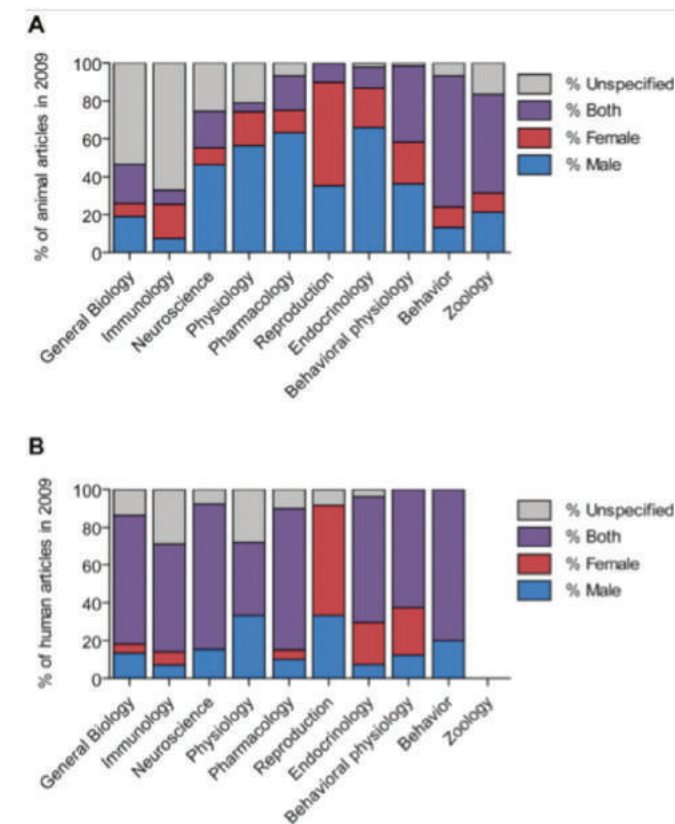 A
% of animal articles in 2009
100
80
60
40
20
0
% Unspecified
% Both
% Female
% Male
General Biology
Immunology
Neuroscience
Physiology
Pharmacology
Reproduction
Endocrinology
Behavioral physiology
Behavior
Zoology
B
% of human articles in 2009
100
80
60
40
20
0
% Unspecified
% Both
% Female
% Male
General Biology
Immunology
Neuroscience
Physiology
Pharmacology
Reproduction
Endocrinology
Behavioral physiology
Behavior
Zoology